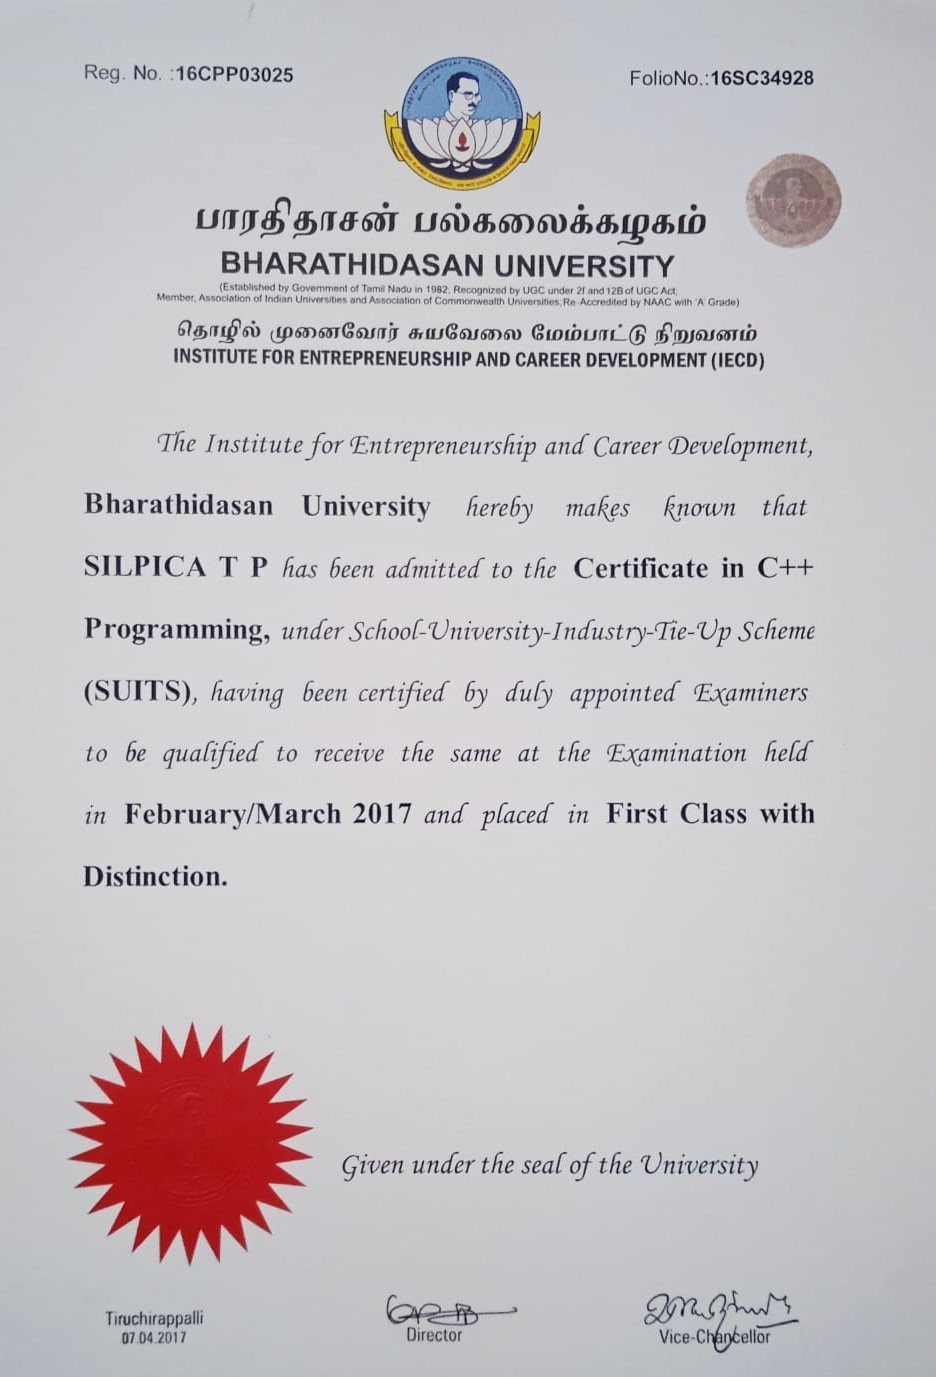 Reg. No. :16CPP03025
FolioNo.:16SC34928
பாரதிதாசன் பல்கலைக்கழகம்
BHARATHIDASAN UNIVERSITY
(Established by Government of Tamil Nadu in 1982; Recognized by UGC under 2f and 12B of UGC Act;
Member, Association of Indian Universities and Association of Commonwealth Universities, Re-Accredited by NAAC with 'A' Grade)
தொழில் முனைவோர் சுயவேலை மேம்பாட்டு நிறுவனம்
INSTITUTE FOR ENTREPRENEURSHIP AND CAREER DEVELOPMENT (IECD)
The Institute for Entrepreneurship and Career Development,
Bharathidasan University hereby makes known that
SILPICA T P has been admitted to the Certificate in C++
Programming, under School-University-Industry-Tie-Up Scheme
(SUITS), having been certified by duly appointed Examiners
to be qualified to receive the same at the Examination held
in February/March 2017 and placed in First Class with
Distinction.
Given under the seal of the University
Tiruchirappalli
07.04.2017
Director
Vice-Chancellor